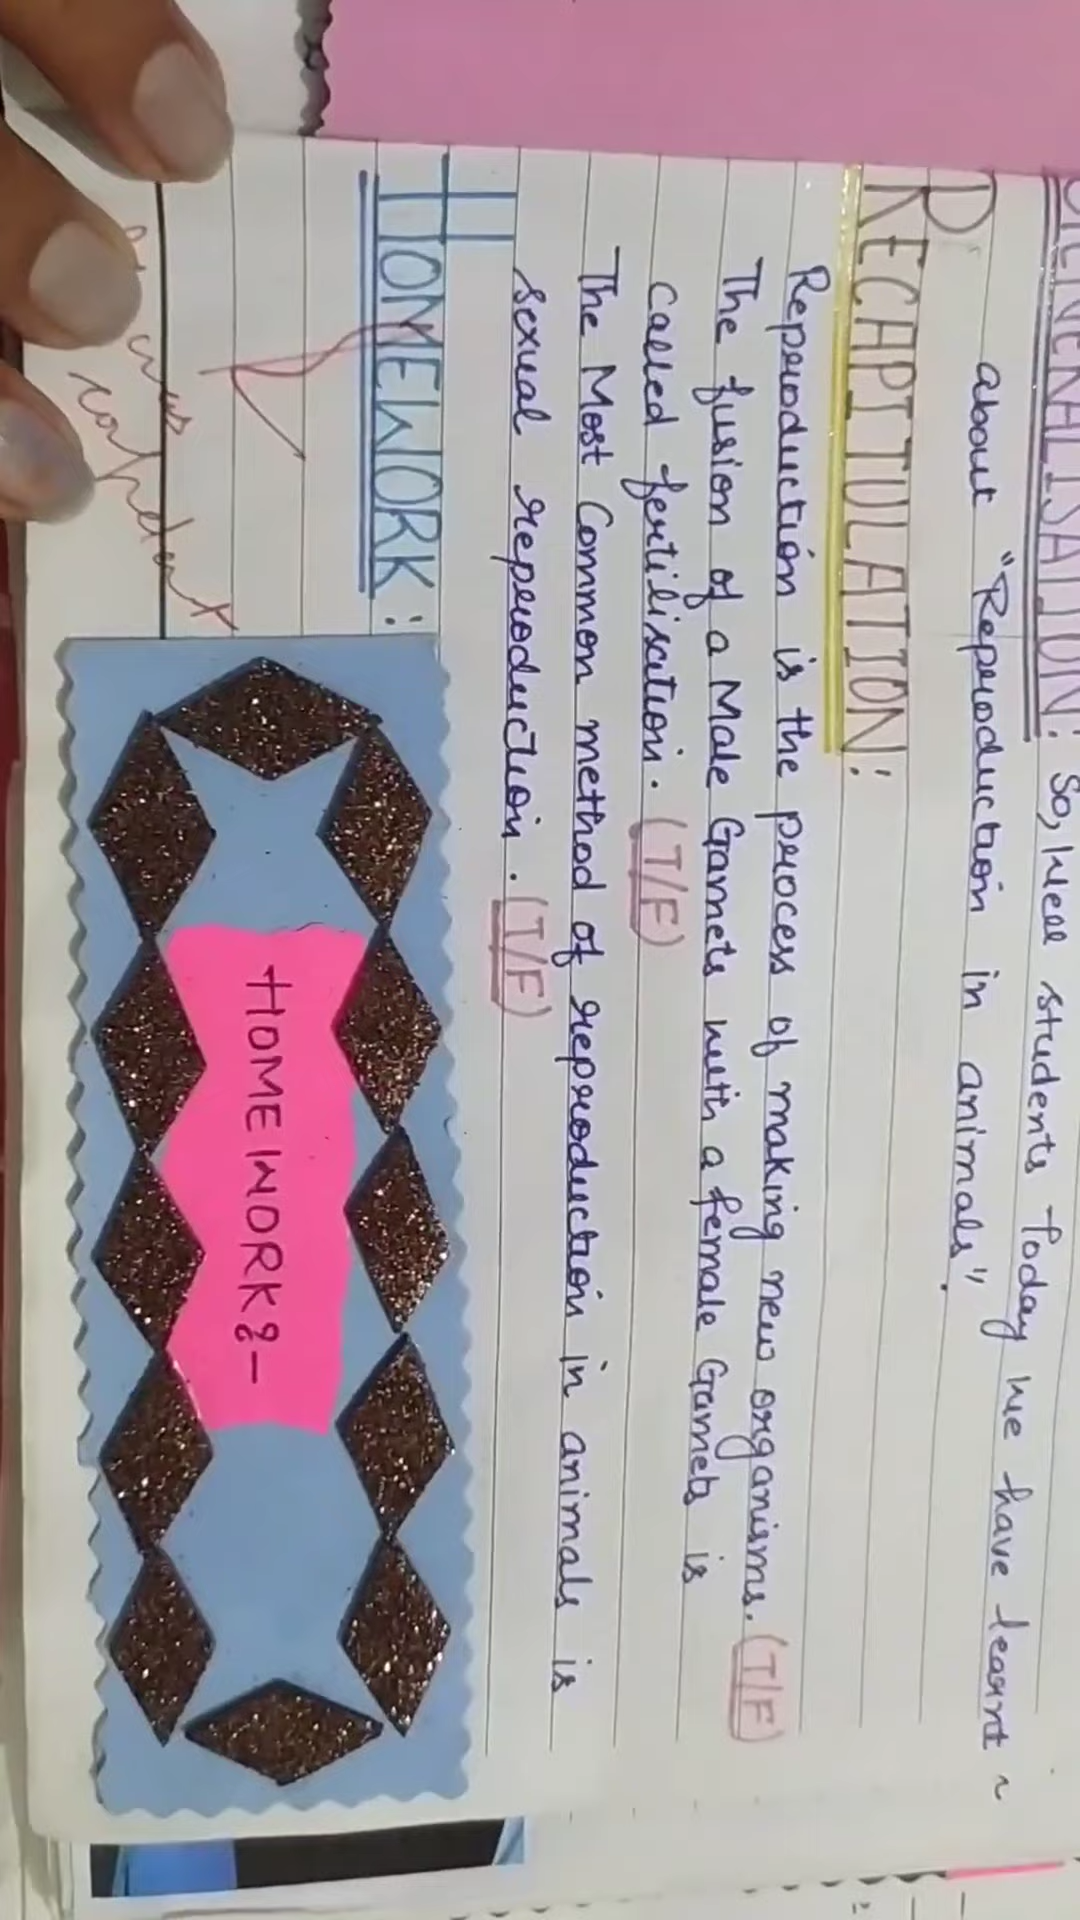 GENERALISATION: So, well students Today we have learnt
about "Reproduction in animals".
RECAPITULATION:
Reproduction is the process of making new organisms. (T/F)
The fusion of a Male Gamets with a female Gamets is
called fertilisation. (T/F)
The Most Common method of reproduction in animals is
sexual reproduction. (T/F)
HOMEWORK:
HOMEWORK:-